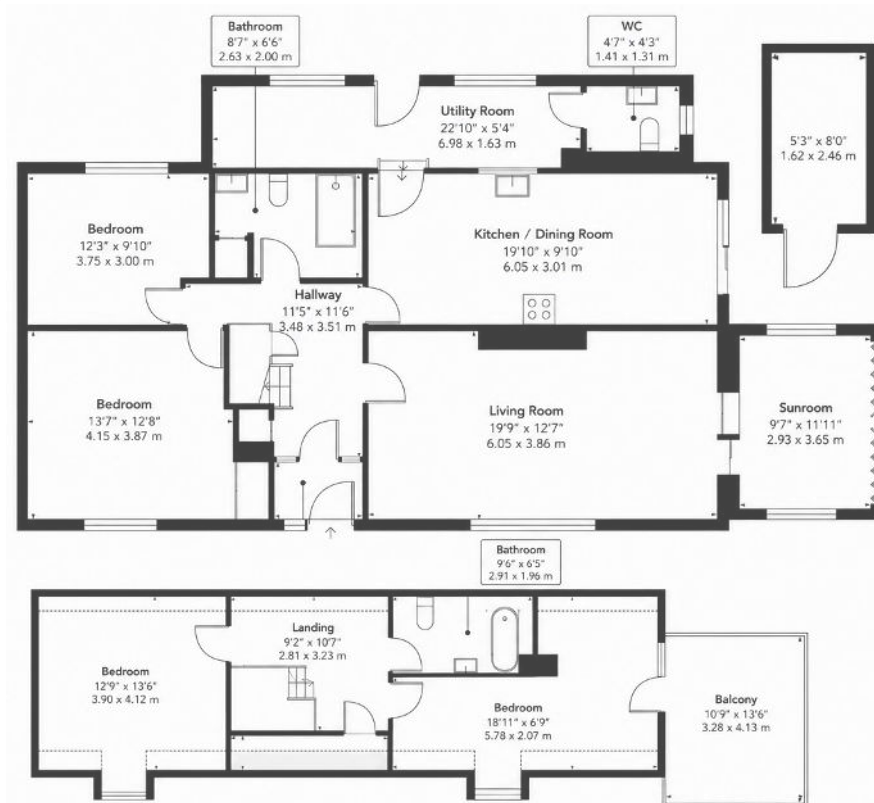 Bathroom
8'7" x 6'6"
2.63 x 2.00 m
WC
4'7" x 4'3"
1.41 x 1.31 m
Utility Room
22'10" x 5'4"
6.98 x 1.63 m
5'3" x 8'0"
1.62 x 2.46 m
Bedroom
12'3" x 9'10"
3.75 x 3.00 m
Kitchen / Dining Room
19'10" x 9'10"
6.05 x 3.01 m
Hallway
11'5" x 11'6"
3.48 x 3.51 m
Bedroom
13'7" x 12'8"
4.15 x 3.87 m
Living Room
19'9" x 12'7"
6.05 x 3.86 m
Sunroom
9'7" x 11'11"
2.93 x 3.65 m
Bathroom
9'6" x 6'5"
2.91 x 1.96 m
Landing
9'2" x 10'7"
2.81 x 3.23 m
Bedroom
12'9" x 13'6"
3.90 x 4.12 m
Bedroom
18'11" x 6'9"
5.78 x 2.07 m
Balcony
10'9" x 13'6"
3.28 x 4.13 m